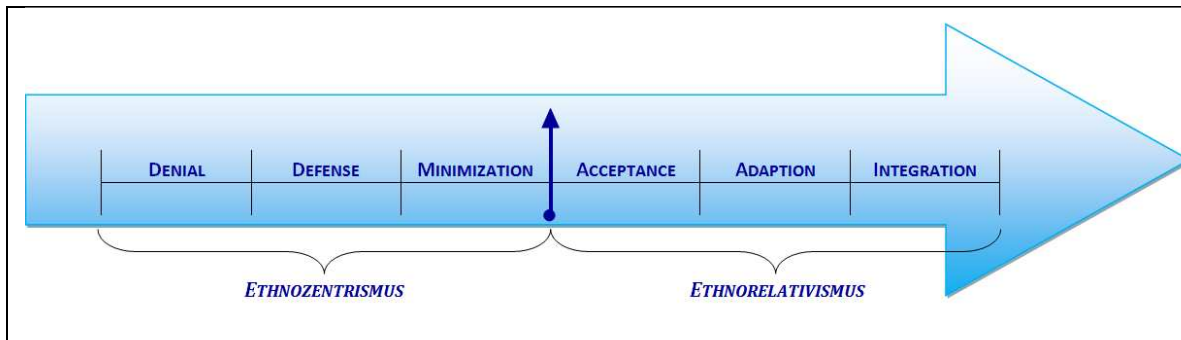 DENIAL DEFENSE MINIMIZATION ACCEPTANCE ADAPTION INTEGRATION
ETHNOZENTRISMUS ETHNORELATIVISMUS